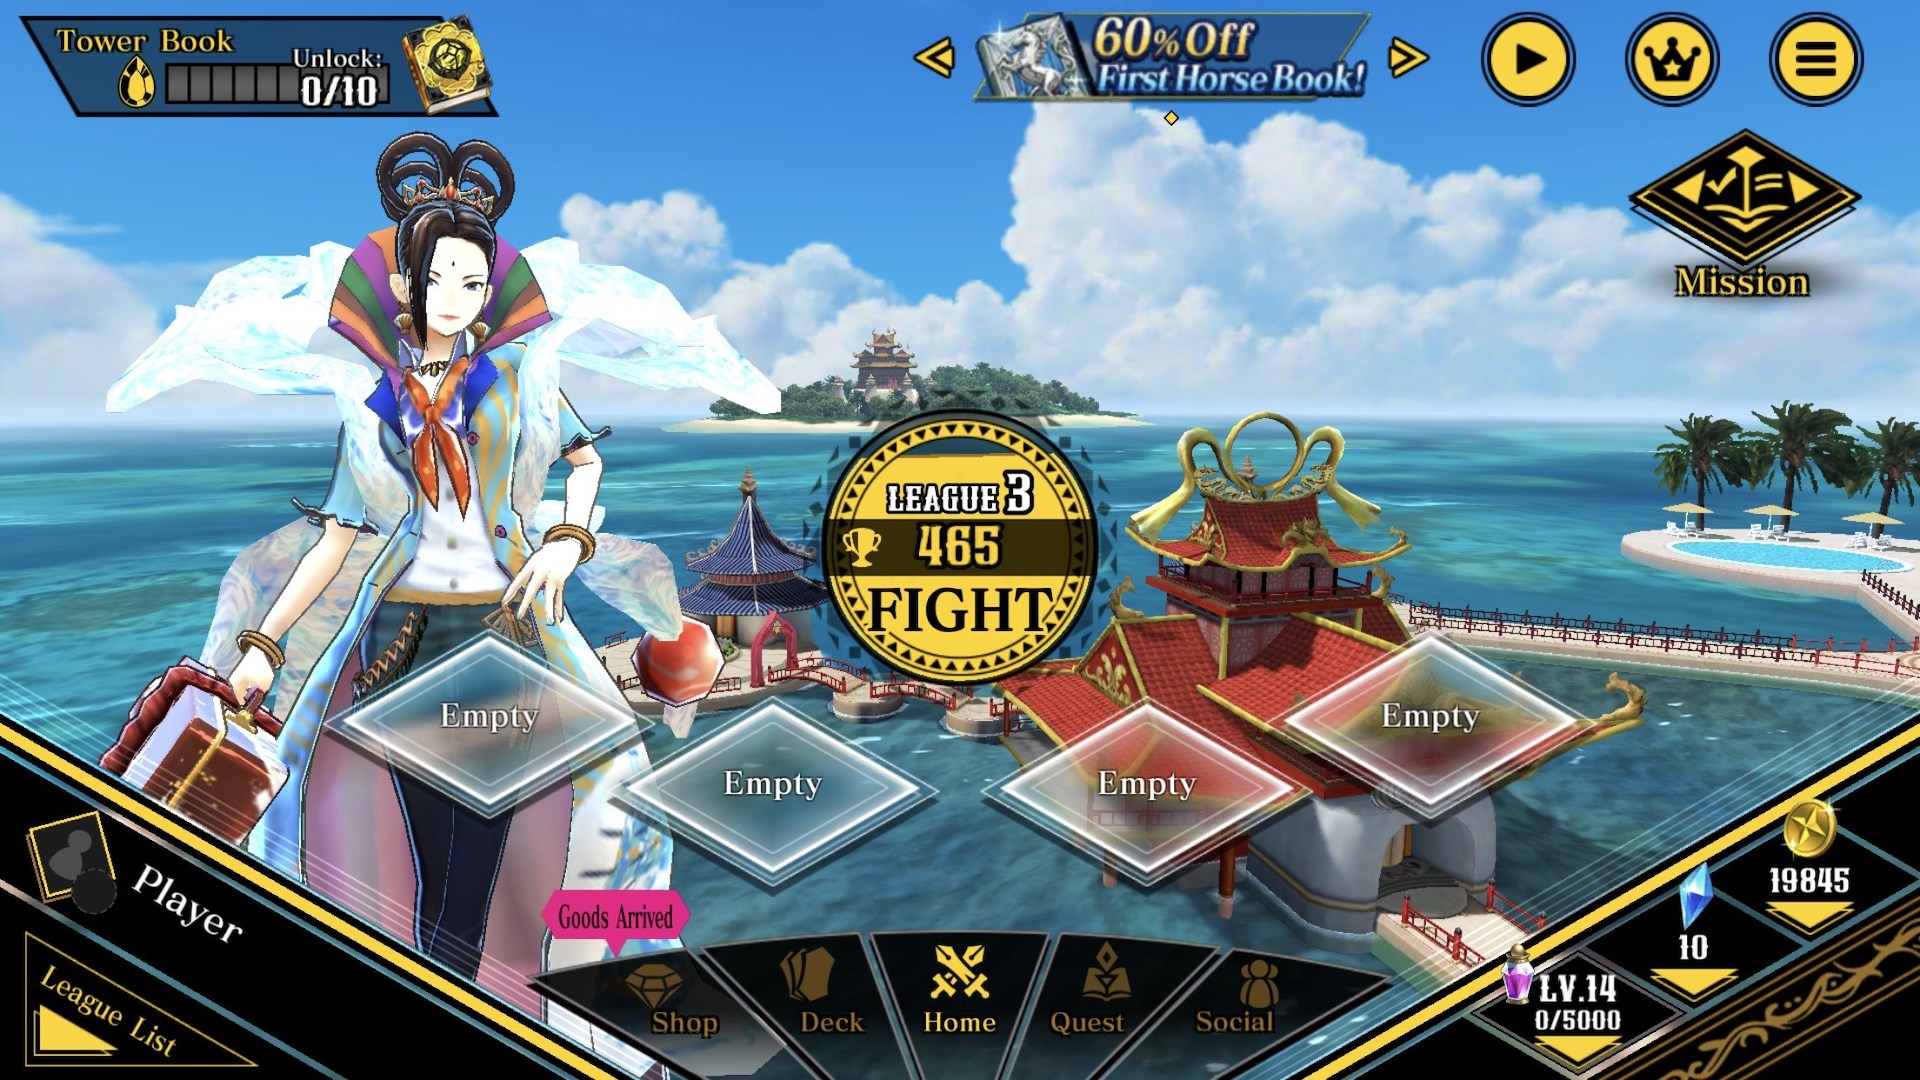 Tower Book
Unlock:
0/10
60% Off
First Horse Book!
Mission
LEAGUE 3
465
FIGHT
Empty
Empty
Empty
Empty
Player
League List
Goods Arrived
Shop
Deck
Home
Quest
Social
19845
10
LV.14
0/5000